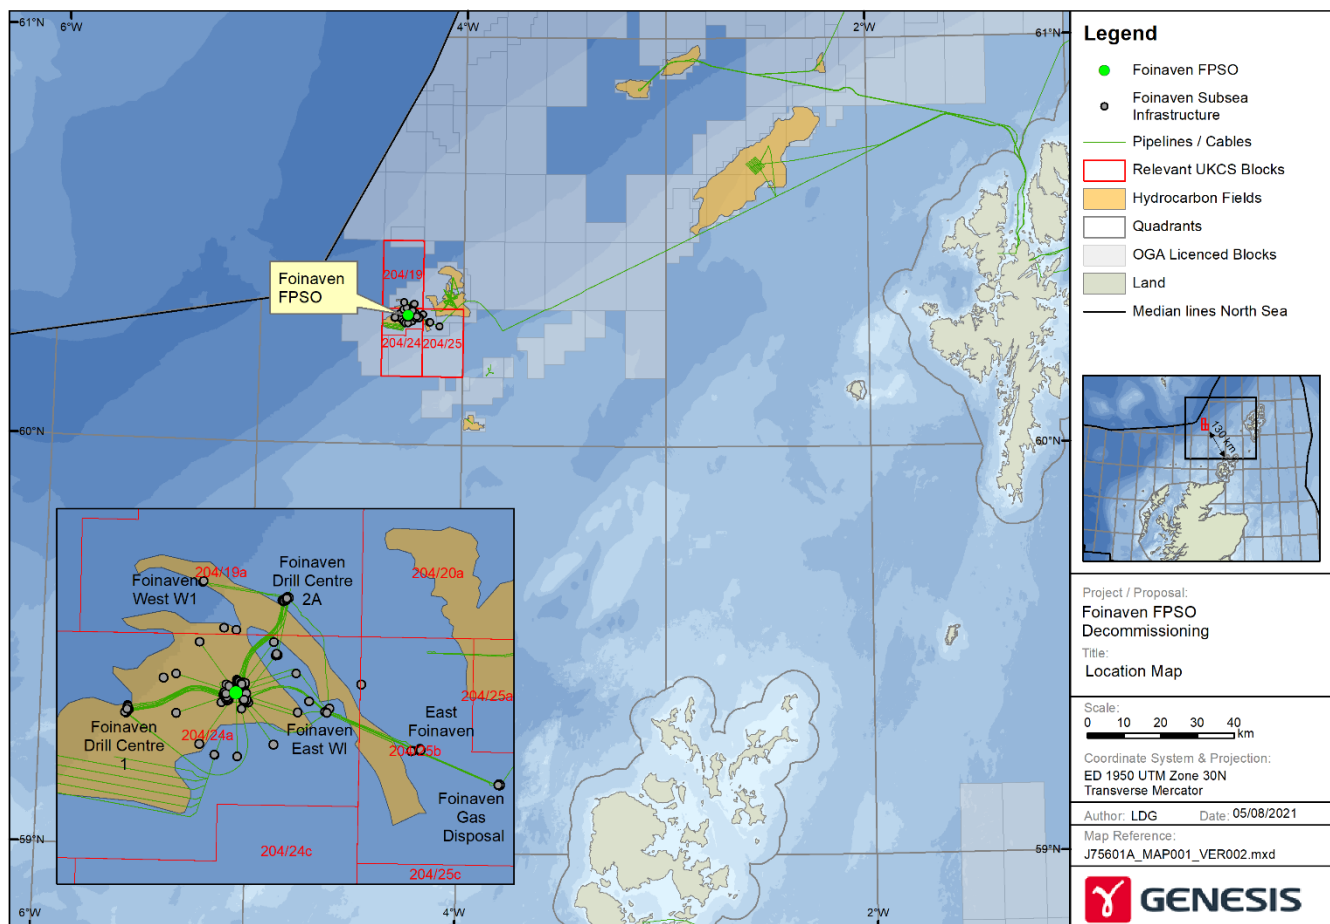 61°N
6°W
4°W
2°W
61°N
204/19
Foinaven
FPSO
204/24
204/25
60°N
60°N
Foinaven
West W1
204/19a
Foinaven
Drill Centre
2A
204/20a
204/25a
Foinaven
Drill Centre
1
204/24a
Foinaven
East WI
East
Foinaven
Foinaven
Gas
Disposal
204/24c
204/25c
59°N
59°N
6°W
4°W
2°W
Legend
Foinaven FPSO
Foinaven Subsea
Infrastructure
Pipelines / Cables
Relevant UKCS Blocks
Hydrocarbon Fields
Quadrants
OGA Licenced Blocks
Land
Median lines North Sea
130 km
Project / Proposal:
Foinaven FPSO
Decommissioning
Title:
Location Map
Scale:
0 10 20 30 40
km
Coordinate System & Projection:
ED 1950 UTM Zone 30N
Transverse Mercator
Author: LDG Date: 05/08/2021
Map Reference:
J75601A_MAP001_VER002.mxd
GENESIS